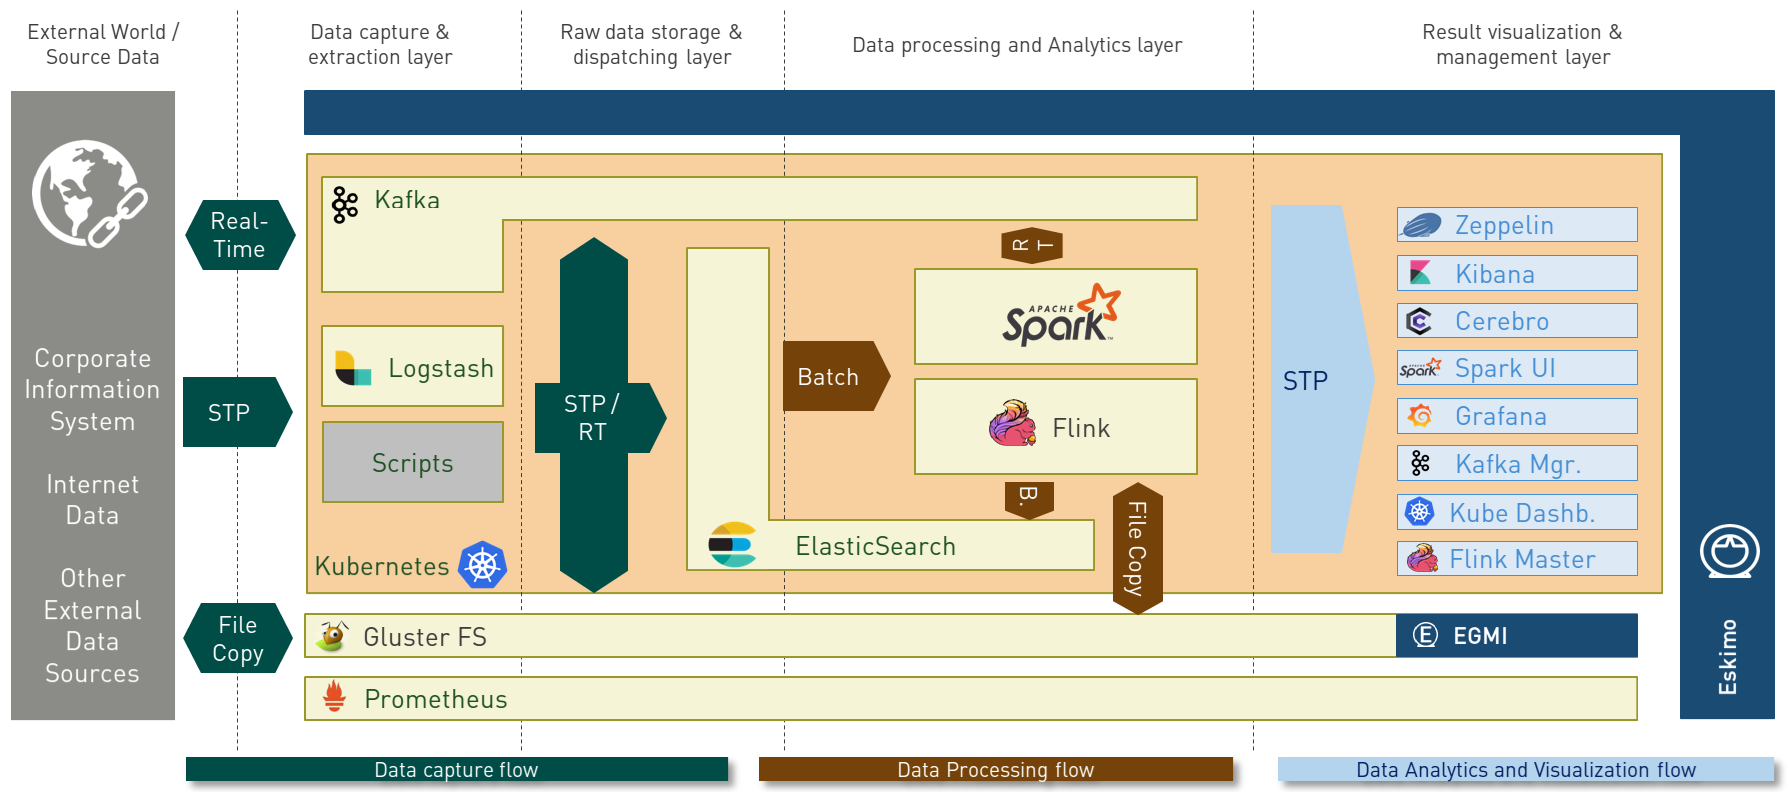 External World /
Source Data
Data capture &
extraction layer
Raw data storage &
dispatching layer
Data processing and Analytics layer
Result visualization &
management layer
Corporate
Information
System
Internet
Data
Other
External
Data
Sources
Real-
Time
STP
File
Copy
Kafka
Logstash
Scripts
Kubernetes
STP /
RT
ElasticSearch
Batch
RT
APACHE
Spark
TM
Flink
B.
File Copy
STP
Zeppelin
Kibana
Cerebro
APACHE
Spark
Spark UI
Grafana
Kafka Mgr.
Kube Dashb.
Flink Master
Gluster FS
E
EGMI
Prometheus
Eskimo
Data capture flow
Data Processing flow
Data Analytics and Visualization flow